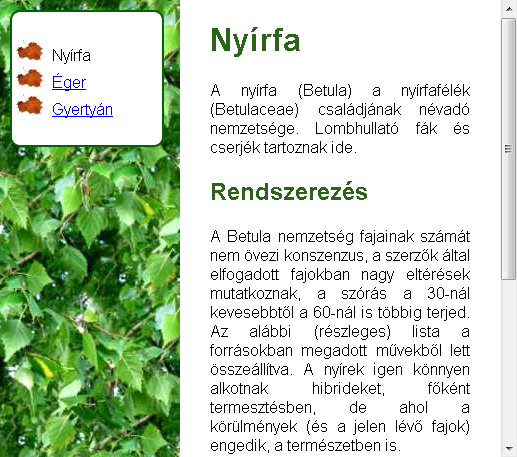 Nyírfa
Éger
Gyertyán
Nyírfa
A nyírfa (Betula) a nyírfafélék
(Betulaceae) családjának névadó
nemzetsége. Lombhullató fák és
cserjék tartoznak ide.
Rendszerezés
A Betula nemzetség fajainak számát
nem övezi konszenzus, a szerzők által
elfogadott fajokban nagy eltérések
mutatkoznak, a szórás a 30-nál
kevesebbtől a 60-nál is többig terjed.
Az alábbi (részleges) lista a
forrásokban megadott művekből lett
összeállítva. A nyírek igen könnyen
alkotnak hibrideket, főként
termesztésben, de ahol a
körülmények (és a jelen lévő fajok)
engedik, a természetben is.